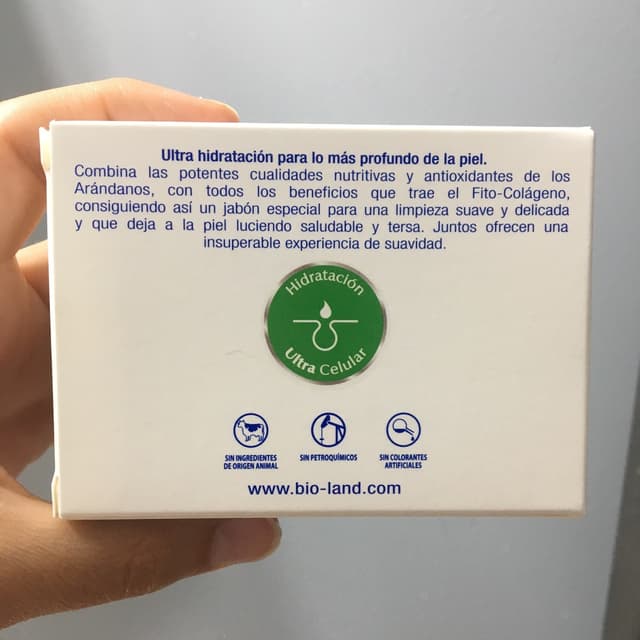 Ultra hidratación para lo más profundo de la piel.
Combina las potentes cualidades nutritivas y antioxidantes de los
Arándanos, con todos los beneficios que trae el Fito-Colágeno,
consiguiendo así un jabón especial para una limpieza suave y delicada
y que deja a la piel luciendo saludable y tersa. Juntos ofrecen una
insuperable experiencia de suavidad.
Hidratación
Ultra Celular
SIN INGREDIENTES
DE ORIGEN ANIMAL
SIN PETROQUÍMICOS
SIN COLORANTES
ARTIFICIALES
www.bio-land.com